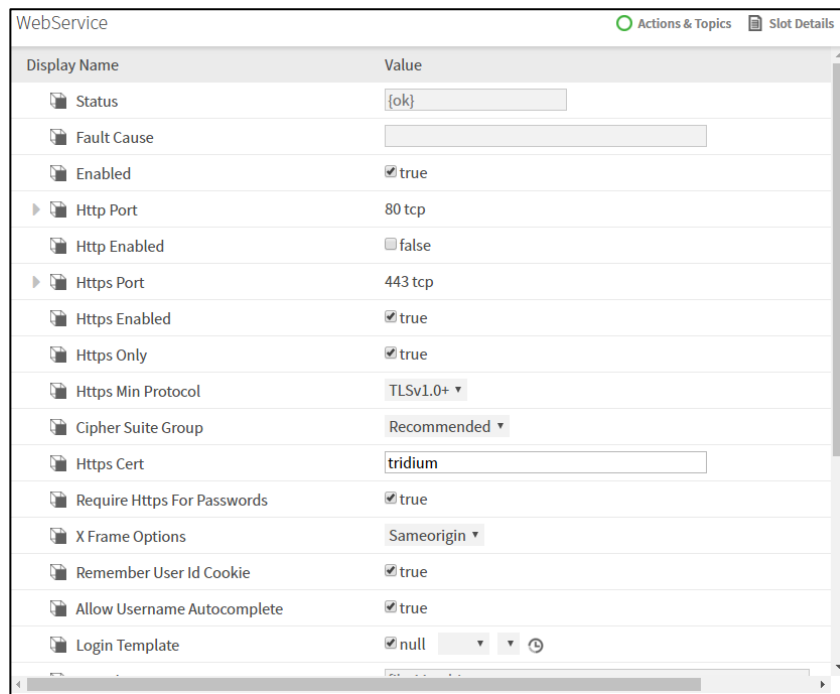 WebService Actions & Topics Slot Details
Display Name Value
Status {ok}
Fault Cause
Enabled true
Http Port 80 tcp
Http Enabled false
Https Port 443 tcp
Https Enabled true
Https Only true
Https Min Protocol TLSv1.0+
Cipher Suite Group Recommended
Https Cert tridium
Require Https For Passwords true
X Frame Options Sameorigin
Remember User Id Cookie true
Allow Username Autocomplete true
Login Template null